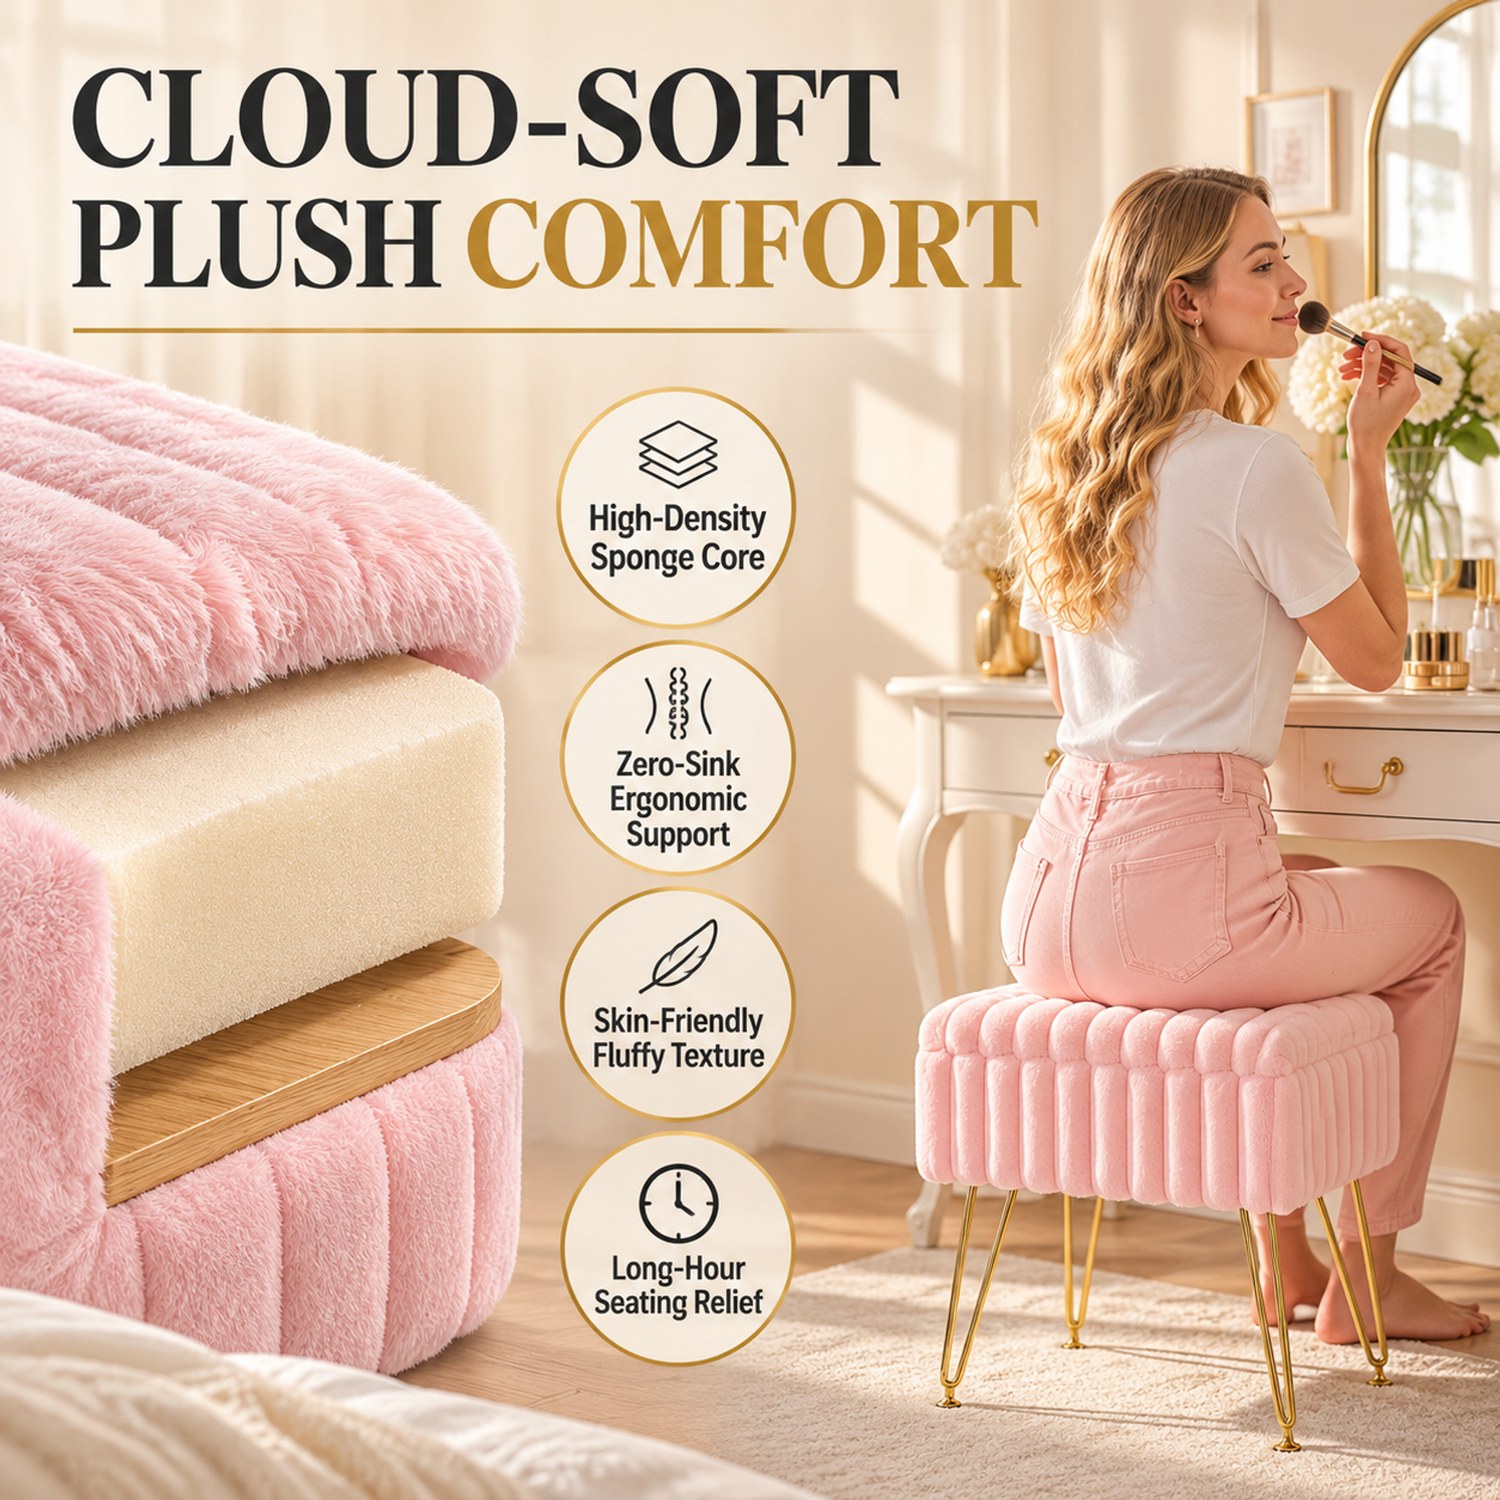 CLOUD-SOFT
PLUSH COMFORT
High-Density
Sponge Core
Zero-Sink
Ergonomic
Support
Skin-Friendly
Fluffy Texture
Long-Hour
Seating Relief